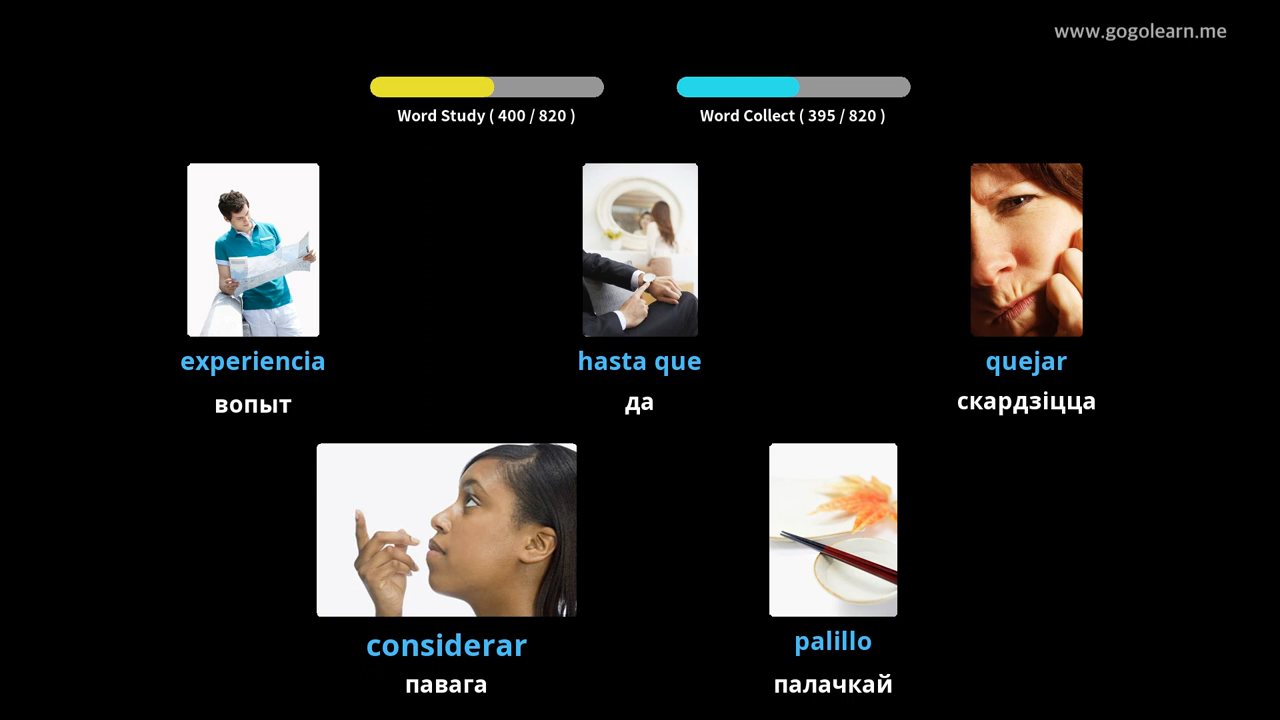 www.gogolearn.me
Word Study ( 400 / 820 )
Word Collect ( 395 / 820 )
experiencia
вопыт
hasta que
да
quejar
скардзіцца
considerar
павага
palillo
палачкай